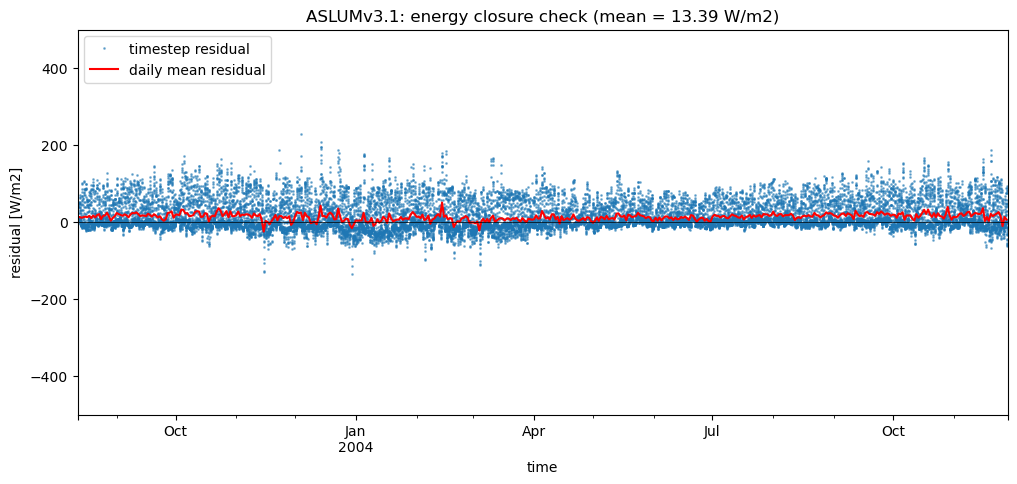 ASLUMv3.1: energy closure check (mean = 13.39 W/m2)
timestep residual
daily mean residual
400
200
0
−200
−400
residual [W/m2]
Oct
Jan
2004
Apr
Jul
Oct
time